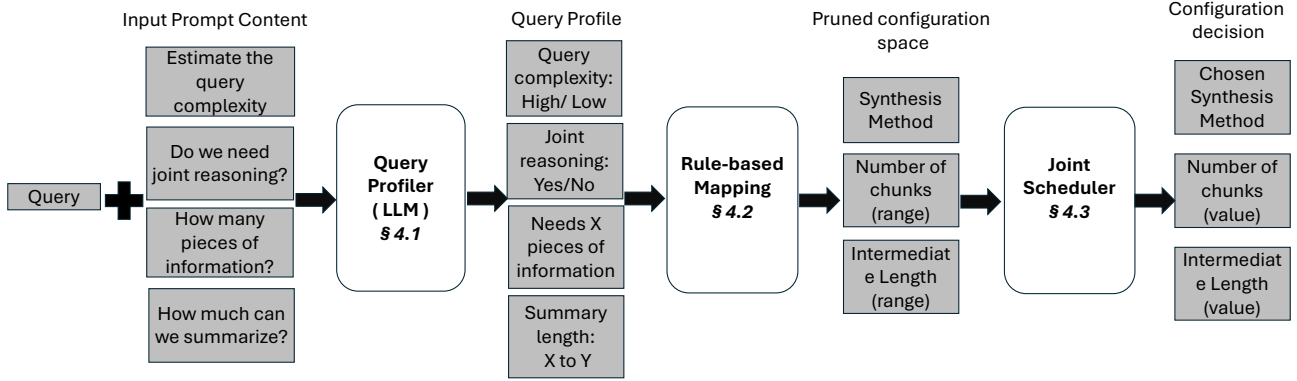 Input Prompt Content
Query
Estimate the
query
complexity
Do we need
joint reasoning?
How many
pieces of
information?
How much can
we summarize?
Query
Profiler
( LLM )
§ 4.1
Query Profile
Query
complexity:
High/ Low
Joint
reasoning:
Yes/No
Needs X
pieces of
information
Summary
length:
X to Y
Rule-based
Mapping
§ 4.2
Pruned configuration
space
Synthesis
Method
Number of
chunks
(range)
Intermediat
e Length
(range)
Joint
Scheduler
§ 4.3
Configuration
decision
Chosen
Synthesis
Method
Number of
chunks
(value)
Intermediat
e Length
(value)